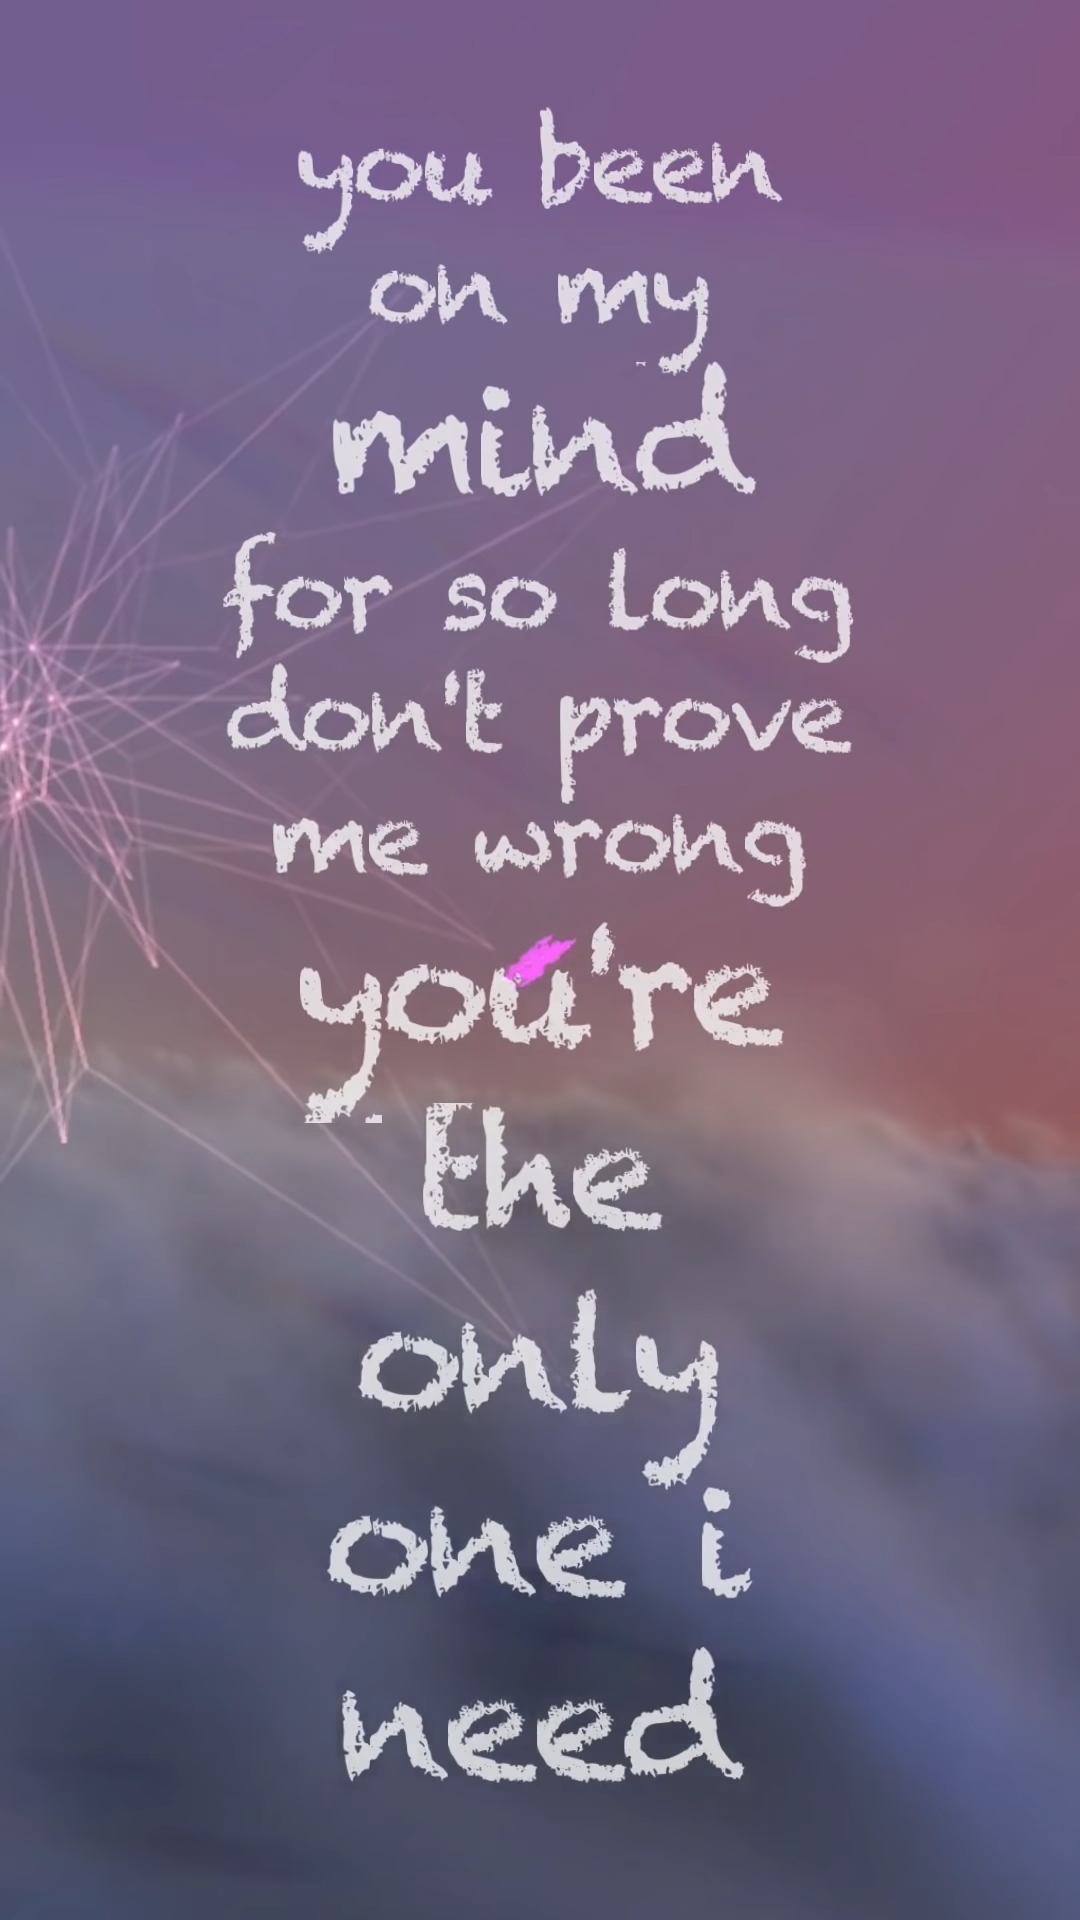 you been
on my
mind
for so long
don't prove
me wrong
you're
the
only
one i
need